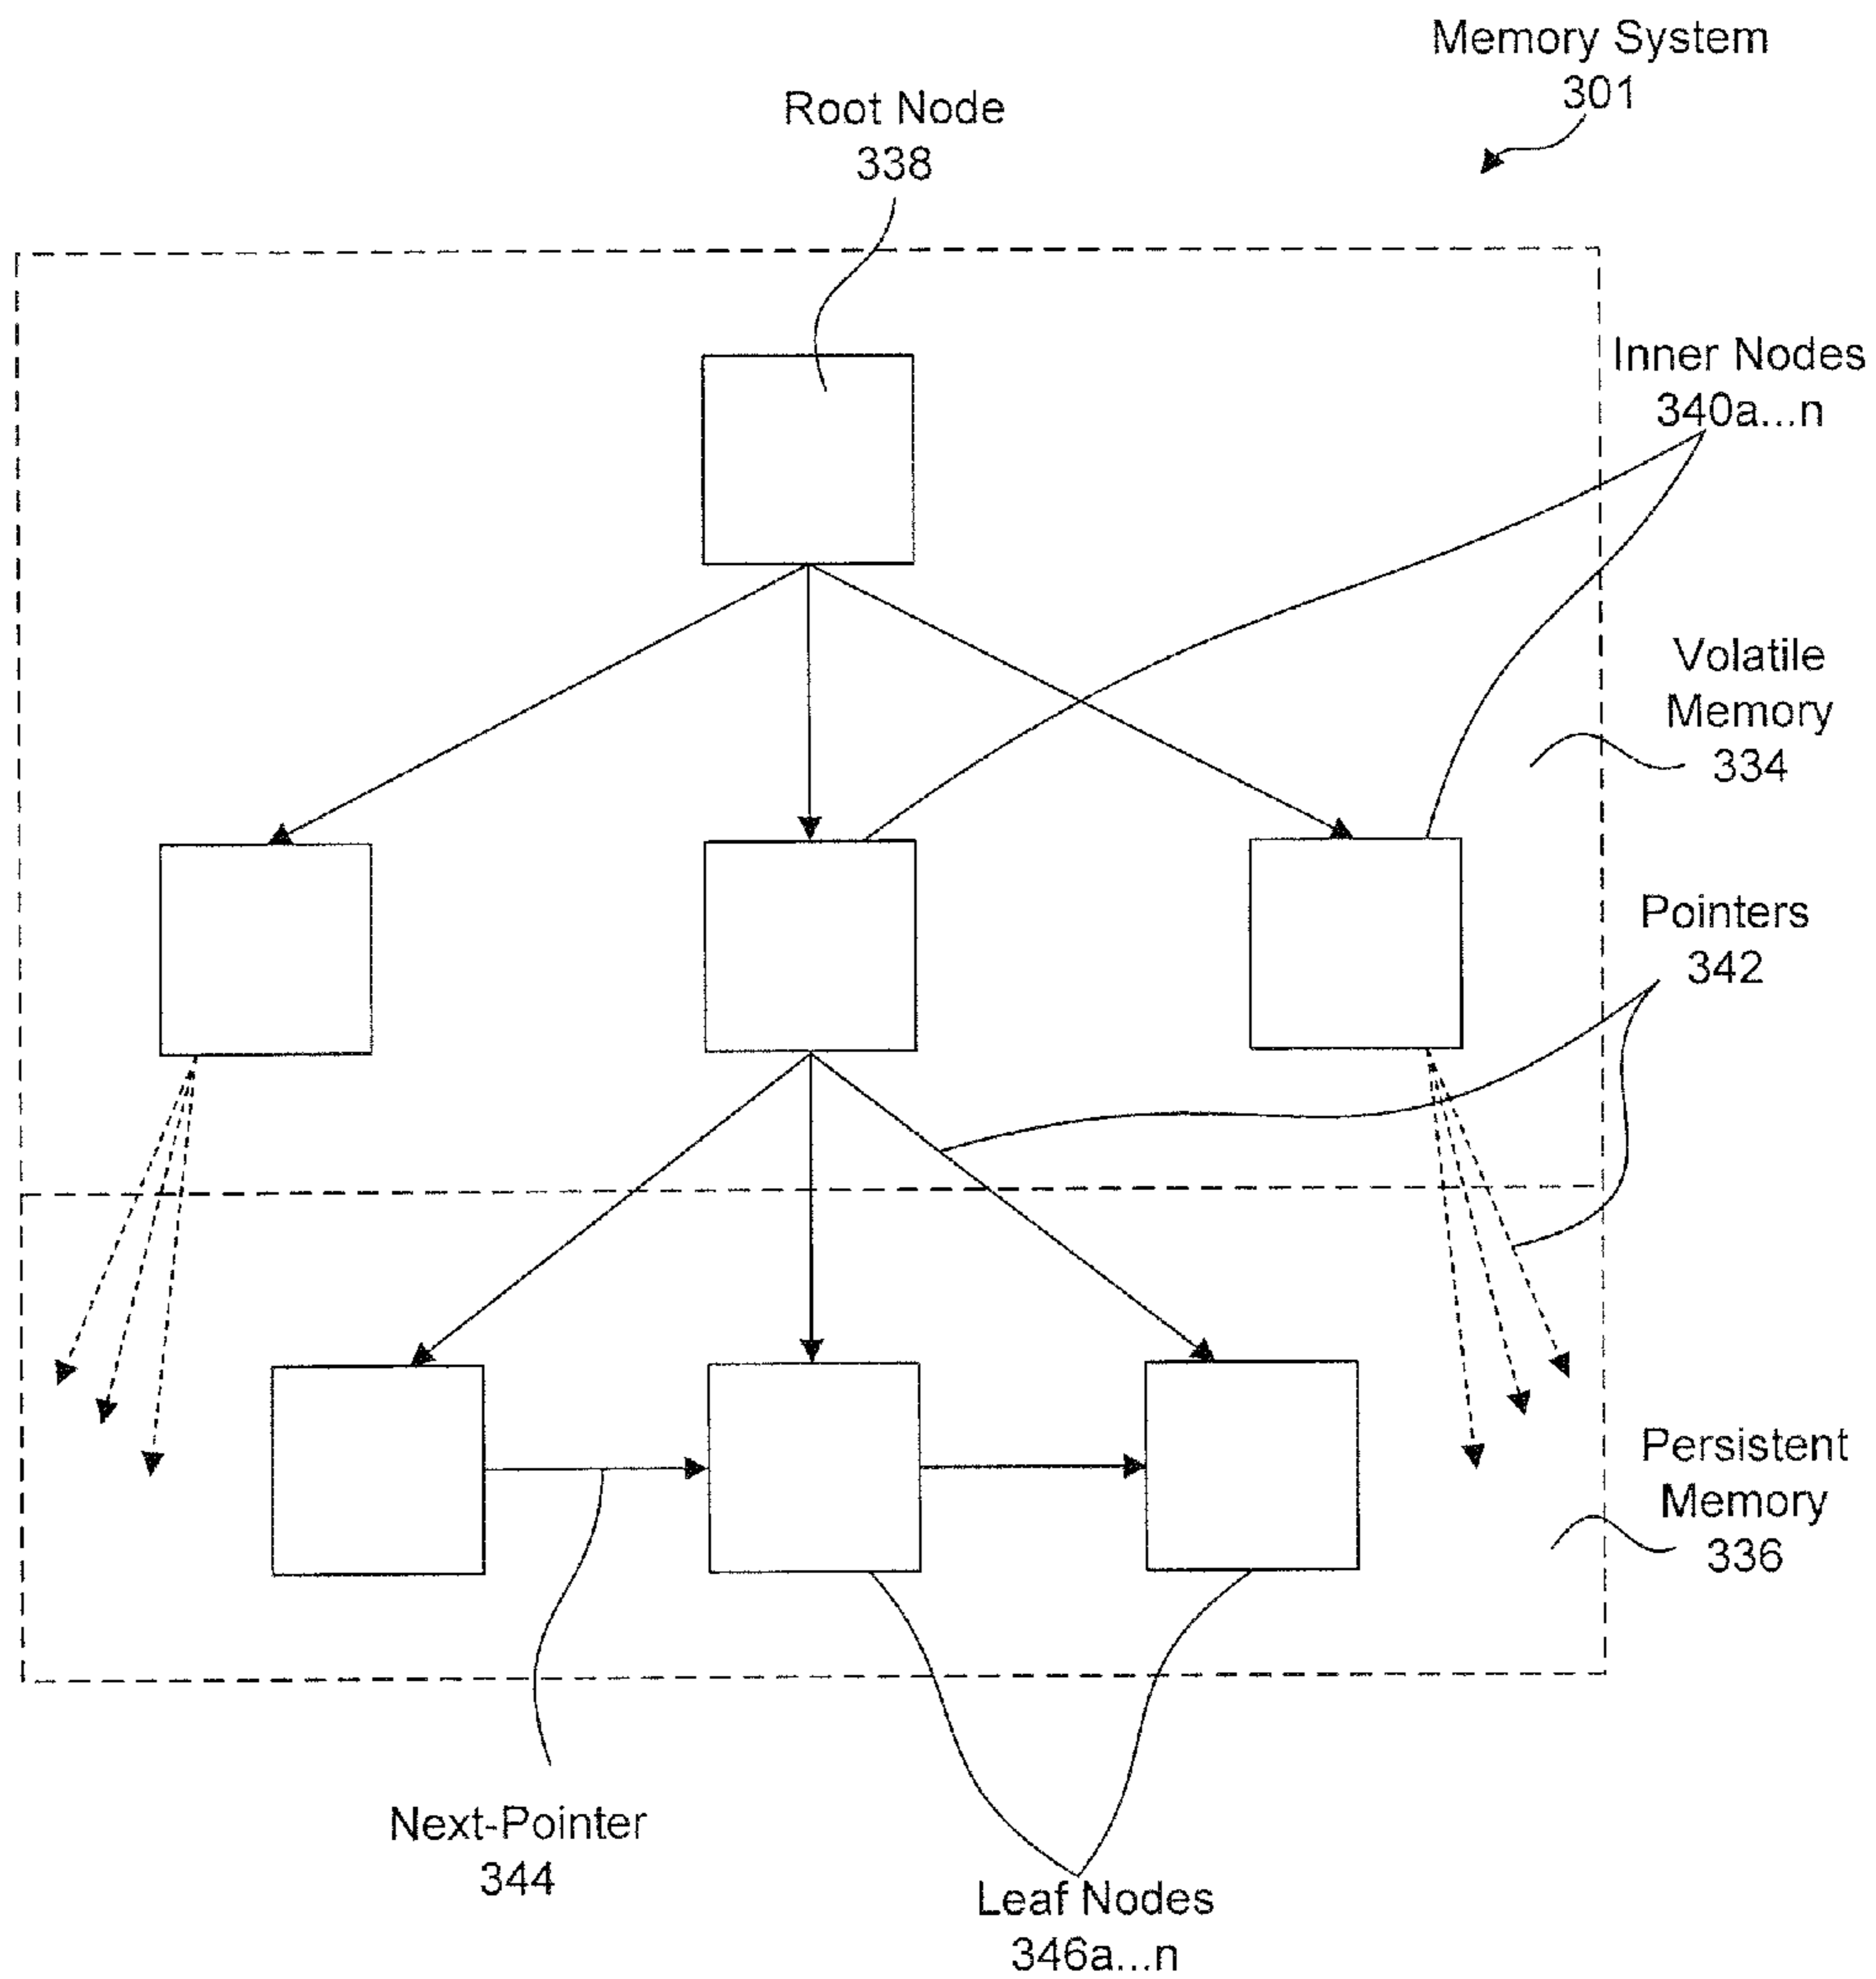 Memory System
301
Root Node
338
Inner Nodes
340a...n
Volatile
Memory
334
Pointers
342
Persistent
Memory
336
Next-Pointer
344
Leaf Nodes
346a...n